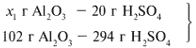 x₁ г Al₂O₃ – 20 г H₂SO₄
102 г Al₂O₃ – 294 г H₂SO₄